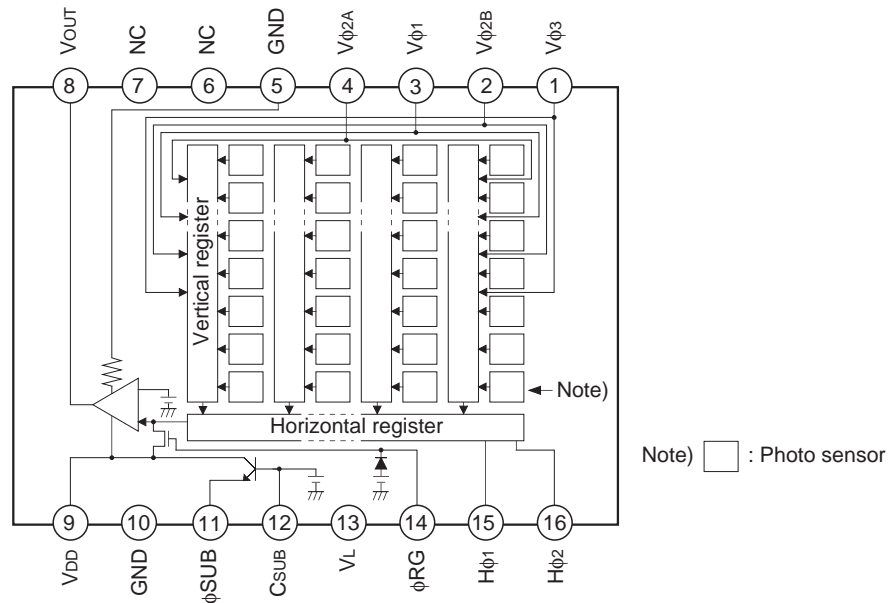 VOUT NC NC GND Vϕ2A Vϕ1 Vϕ2B Vϕ3
8 7 6 5 4 3 2 1
Vertical register
Note)
Horizontal register
Note) : Photo sensor
9 10 11 12 13 14 15 16
VDD GND ϕSUB CSUB VL ϕRG Hϕ1 Hϕ2